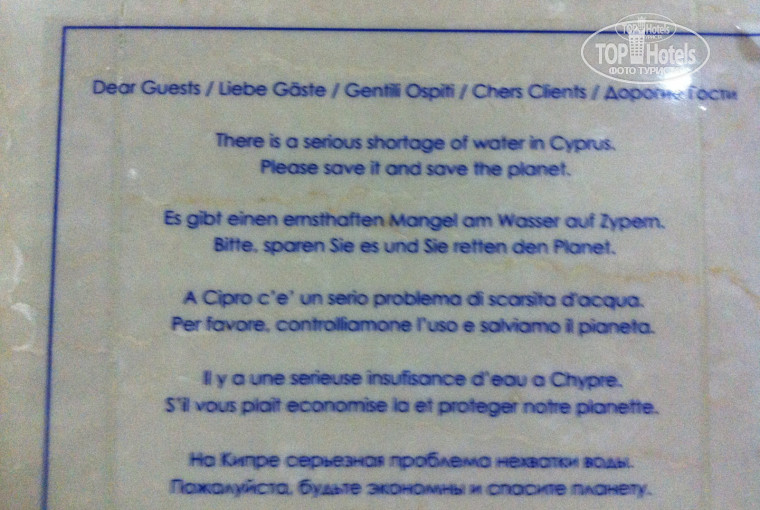 TOP Hotels
ФОТО ТУРИСТА
Dear Guests / Liebe Gäste / Gentili Ospiti / Chers Clients / Дорогие Гости
There is a serious shortage of water in Cyprus.
Please save it and save the planet.
Es gibt einen ernsthaften Mangel am Wasser auf Zypern.
Bitte, sparen Sie es und Sie retten den Planet.
A Cipro c'e' un serio problema di scarsita d'acqua.
Per favore, controlliamone l'uso e salviamo il pianeta.
Il y a une serieuse insufisance d'eau a Chypre.
S'il vous plait economise la et proteger notre planette.
На Кипре серьезная проблема нехватки воды.
Пожалуйста, будьте экономны и спасите планету.